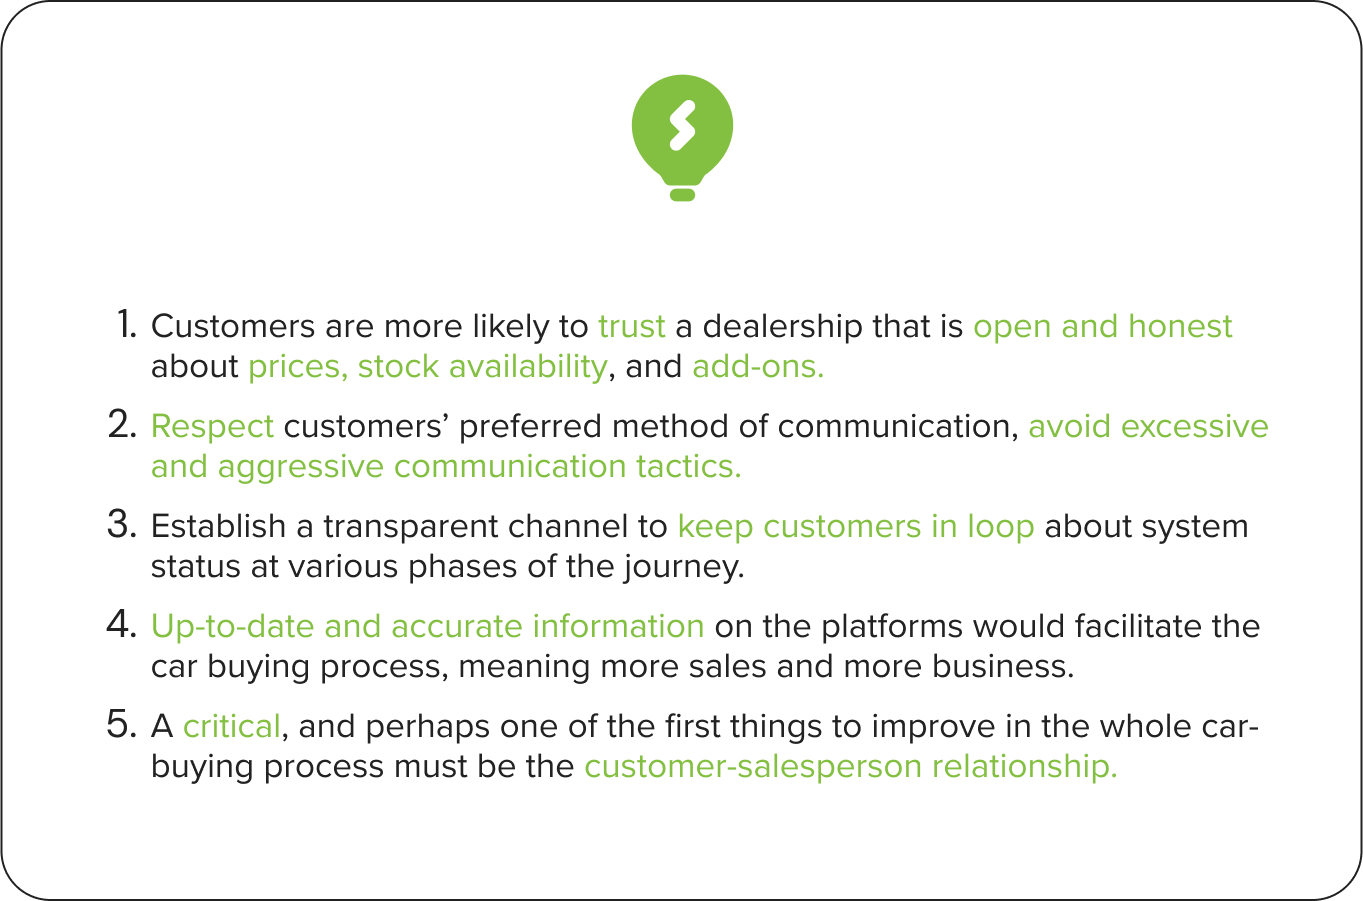 1. Customers are more likely to trust a dealership that is open and honest
about prices, stock availability, and add-ons.
2. Respect customers’ preferred method of communication, avoid excessive
and aggressive communication tactics.
3. Establish a transparent channel to keep customers in loop about system
status at various phases of the journey.
4. Up-to-date and accurate information on the platforms would facilitate the
car buying process, meaning more sales and more business.
5. A critical, and perhaps one of the first things to improve in the whole car-
buying process must be the customer-salesperson relationship.